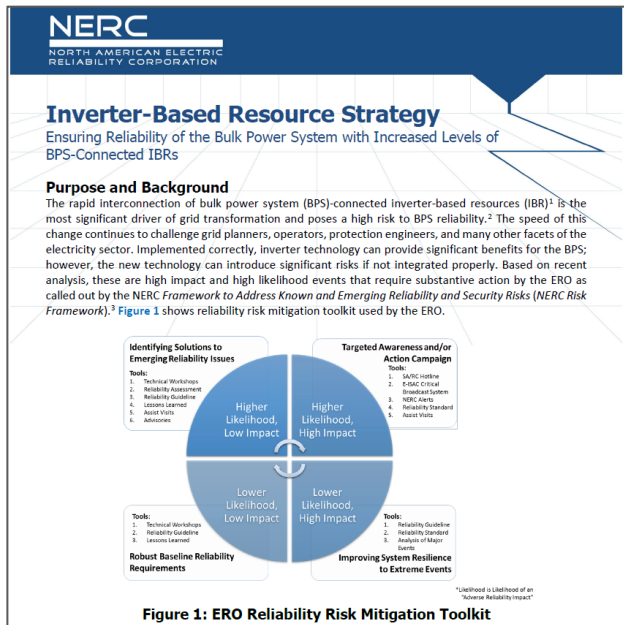 NERC
NORTH AMERICAN ELECTRIC
RELIABILITY CORPORATION
Inverter-Based Resource Strategy
Ensuring Reliability of the Bulk Power System with Increased Levels of
BPS-Connected IBRs
Purpose and Background
The rapid interconnection of bulk power system (BPS)-connected inverter-based resources (IBR)1 is the
most significant driver of grid transformation and poses a high risk to BPS reliability.2 The speed of this
change continues to challenge grid planners, operators, protection engineers, and many other facets of the
electricity sector. Implemented correctly, inverter technology can provide significant benefits for the BPS;
however, the new technology can introduce significant risks if not integrated properly. Based on recent
analysis, these are high impact and high likelihood events that require substantive action by the ERO as
called out by the NERC Framework to Address Known and Emerging Reliability and Security Risks (NERC Risk
Framework).3 Figure 1 shows reliability risk mitigation toolkit used by the ERO.
Identifying Solutions to
Emerging Reliability Issues
Tools:
1. Technical Workshops
2. Reliability Assessment
3. Reliability Guideline
4. Lessons Learned
5. Assist Visits
6. Advisories
Targeted Awareness and/or
Action Campaign
Tools:
1. SA/RC Hotline
2. E-ISAC Critical
Broadcast System
3. NERC Alerts
4. Reliability Standard
5. Assist Visits
Higher
Likelihood,
Low Impact
Higher
Likelihood,
High Impact
Lower
Likelihood,
Low Impact
Lower
Likelihood,
High Impact
Tools:
1. Technical Workshops
2. Reliability Guideline
3. Lessons Learned
Robust Baseline Reliability
Requirements
Tools:
1. Reliability Guideline
2. Reliability Standard
3. Analysis of Major
Events
Improving System Resilience
to Extreme Events
*Likelihood is Likelihood of an
"Adverse Reliability Impact"
Figure 1: ERO Reliability Risk Mitigation Toolkit